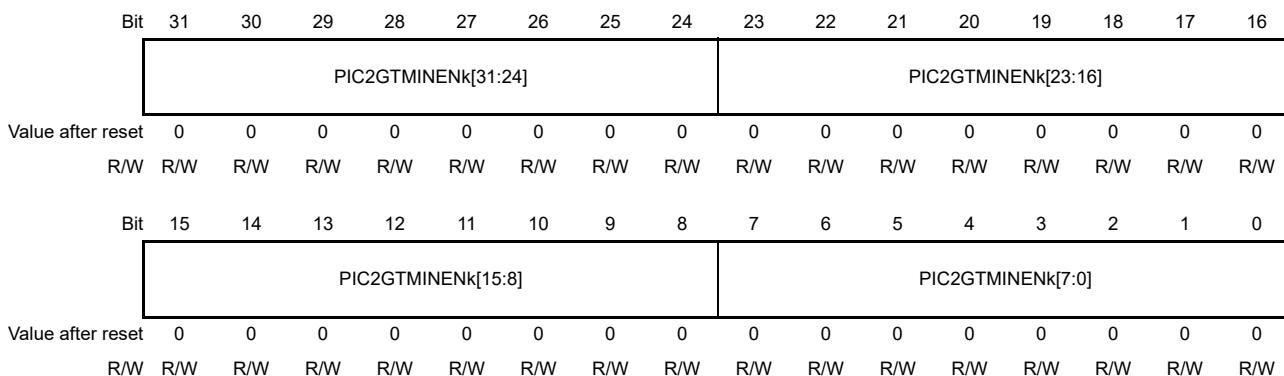 Bit 31 30 29 28 27 26 25 24 23 22 21 20 19 18 17 16
PIC2GTMINENk[31:24] PIC2GTMINENk[23:16]
Value after reset 0 0 0 0 0 0 0 0 0 0 0 0 0 0 0 0
R/W R/W R/W R/W R/W R/W R/W R/W R/W R/W R/W R/W R/W R/W R/W R/W R/W
Bit 15 14 13 12 11 10 9 8 7 6 5 4 3 2 1 0
PIC2GTMINENk[15:8] PIC2GTMINENk[7:0]
Value after reset 0 0 0 0 0 0 0 0 0 0 0 0 0 0 0 0
R/W R/W R/W R/W R/W R/W R/W R/W R/W R/W R/W R/W R/W R/W R/W R/W R/W